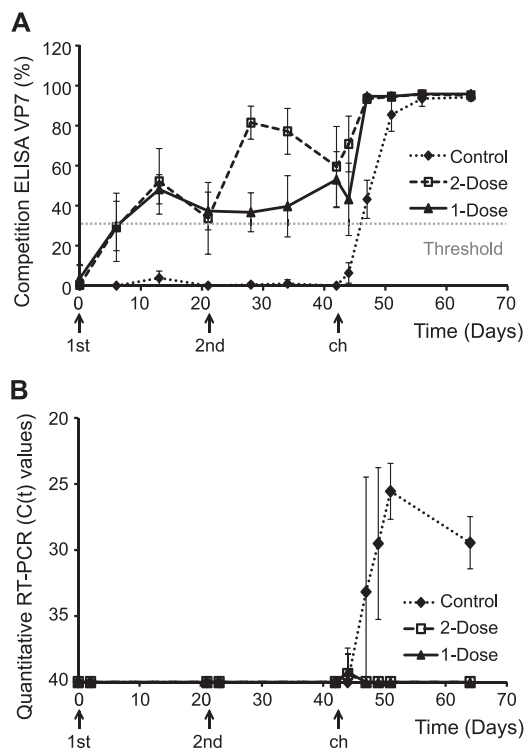 A
Competition ELISA VP7 (%)
120
100
80
60
40
20
0
Control
2-Dose
1-Dose
Threshold
0 10 20 30 40 50 60 70
1st 2nd ch
Time (Days)
B
Quantitative RT-PCR (C(t) values)
20
25
30
35
40
Control
2-Dose
1-Dose
0 10 20 30 40 50 60 70
1st 2nd ch
Time (Days)